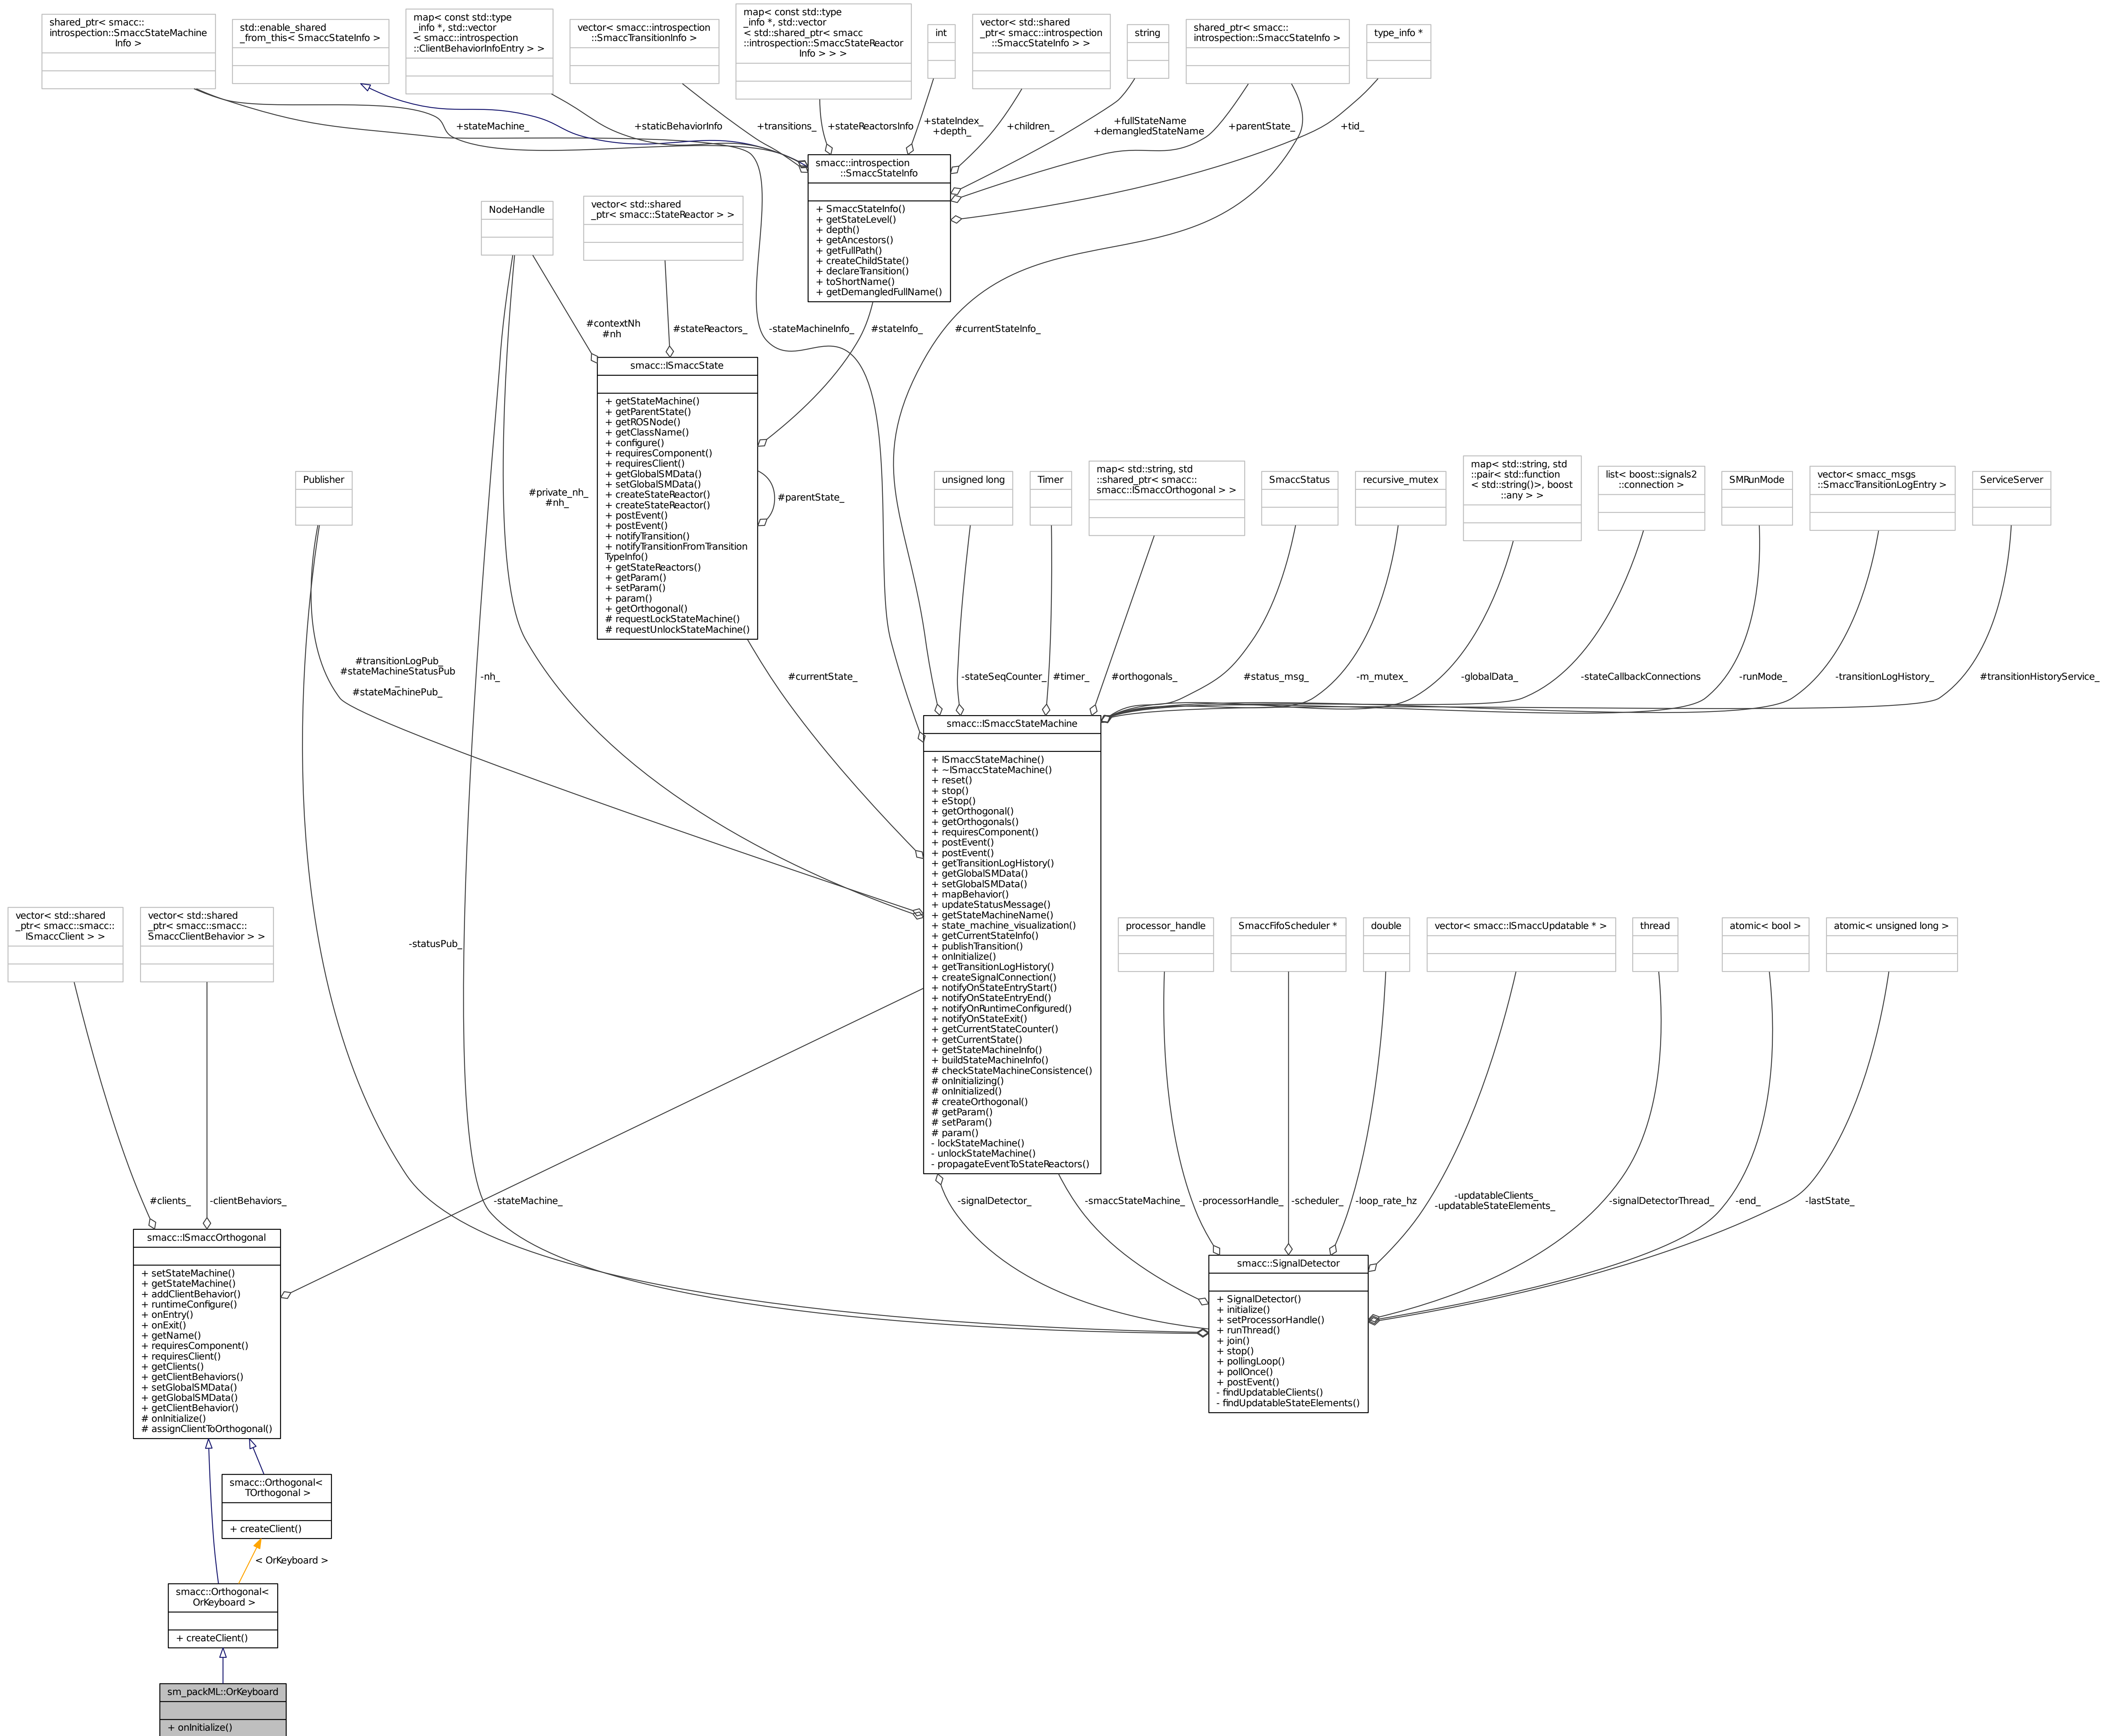 shared_ptr< smacc::
introspection::SmaccStateMachine
Info >
std::enable_shared
_from_this< SmaccStateInfo >
map< const std::type
_info *, std::vector
< smacc::introspection
::ClientBehaviorInfoEntry > >
vector< smacc::introspection
::SmaccTransitionInfo >
map< const std::type
_info *, std::vector
< std::shared_ptr< smacc
::introspection::SmaccStateReactor
Info > > >
int
vector< std::shared
_ptr< smacc::introspection
::SmaccStateInfo > >
string
shared_ptr< smacc::
introspection::SmaccStateInfo >
type_info *
+stateMachine_
+staticBehaviorInfo
+transitions_
+stateReactorsInfo
+stateIndex_
+depth_
+children_
+fullStateName
+demangledStateName
+parentState_
+tid_
smacc::introspection
::SmaccStateInfo
+ SmaccStateInfo()
+ getStateLevel()
+ depth()
+ getAncestors()
+ getFullPath()
+ createChildState()
+ declareTransition()
+ toShortName()
+ getDemangledFullName()
NodeHandle
vector< std::shared
_ptr< smacc::StateReactor > >
#contextNh
#nh
#stateReactors_
-stateMachineInfo_
#stateInfo_
#currentStateInfo_
smacc::ISmaccState
+ getStateMachine()
+ getParentState()
+ getROSNode()
+ getClassName()
+ configure()
+ requiresComponent()
+ requiresClient()
+ getGlobalSMData()
+ setGlobalSMData()
+ createStateReactor()
+ createStateReactor()
+ postEvent()
+ postEvent()
+ notifyTransition()
+ notifyTransitionFromTransition
TypeInfo()
+ getStateReactors()
+ getParam()
+ setParam()
+ param()
+ getOrthogonal()
# requestLockStateMachine()
# requestUnlockStateMachine()
#private_nh_
#nh_
#parentState_
Publisher
unsigned long
Timer
map< std::string, std
::shared_ptr< smacc::
smacc::ISmaccOrthogonal > >
SmaccStatus
recursive_mutex
map< std::string, std
::pair< std::function
< std::string()>, boost
::any > >
list< boost::signals2
::connection >
SMRunMode
vector< smacc_msgs
::SmaccTransitionLogEntry >
ServiceServer
#transitionLogPub_
#stateMachineStatusPub
_
#stateMachinePub_
-nh_
#currentState_
-stateSeqCounter_
#timer_
#orthogonals_
#status_msg_
-m_mutex_
-globalData_
-stateCallbackConnections
-runMode_
-transitionLogHistory_
#transitionHistoryService_
smacc::ISmaccStateMachine
+ ISmaccStateMachine()
+ ~ISmaccStateMachine()
+ reset()
+ stop()
+ eStop()
+ getOrthogonal()
+ getOrthogonals()
+ requiresComponent()
+ postEvent()
+ postEvent()
+ getTransitionLogHistory()
+ getGlobalSMData()
+ setGlobalSMData()
+ mapBehavior()
+ updateStatusMessage()
+ getStateMachineName()
+ state_machine_visualization()
+ getCurrentStateInfo()
+ publishTransition()
+ onInitialize()
+ getTransitionLogHistory()
+ createSignalConnection()
+ notifyOnStateEntryStart()
+ notifyOnStateEntryEnd()
+ notifyOnRuntimeConfigured()
+ notifyOnStateExit()
+ getCurrentStateCounter()
+ getCurrentState()
+ getStateMachineInfo()
+ buildStateMachineInfo()
# checkStateMachineConsistence()
# onInitializing()
# onInitialized()
# createOrthogonal()
# getParam()
# setParam()
# param()
- lockStateMachine()
- unlockStateMachine()
- propagateEventToStateReactors()
vector< std::shared
_ptr< smacc::smacc::
ISmaccClient > >
vector< std::shared
_ptr< smacc::smacc::
SmaccClientBehavior > >
-statusPub_
processor_handle
SmaccFifoScheduler *
double
vector< smacc::ISmaccUpdatable * >
thread
atomic< bool >
atomic< unsigned long >
#clients_
-clientBehaviors_
-stateMachine_
-signalDetector_
-smaccStateMachine_
-processorHandle_
-scheduler_
-loop_rate_hz
-updatableClients_
-updatableStateElements_
-signalDetectorThread_
-end_
-lastState_
smacc::ISmaccOrthogonal
+ setStateMachine()
+ getStateMachine()
+ addClientBehavior()
+ runtimeConfigure()
+ onEntry()
+ onExit()
+ getName()
+ requiresComponent()
+ requiresClient()
+ getClients()
+ getClientBehaviors()
+ setGlobalSMData()
+ getGlobalSMData()
+ getClientBehavior()
# onInitialize()
# assignClientToOrthogonal()
smacc::SignalDetector
+ SignalDetector()
+ initialize()
+ setProcessorHandle()
+ runThread()
+ join()
+ stop()
+ pollingLoop()
+ pollOnce()
+ postEvent()
- findUpdatableClients()
- findUpdatableStateElements()
smacc::Orthogonal<
TOrthogonal >
+ createClient()
< OrKeyboard >
smacc::Orthogonal<
OrKeyboard >
+ createClient()
sm_packML::OrKeyboard
+ onInitialize()